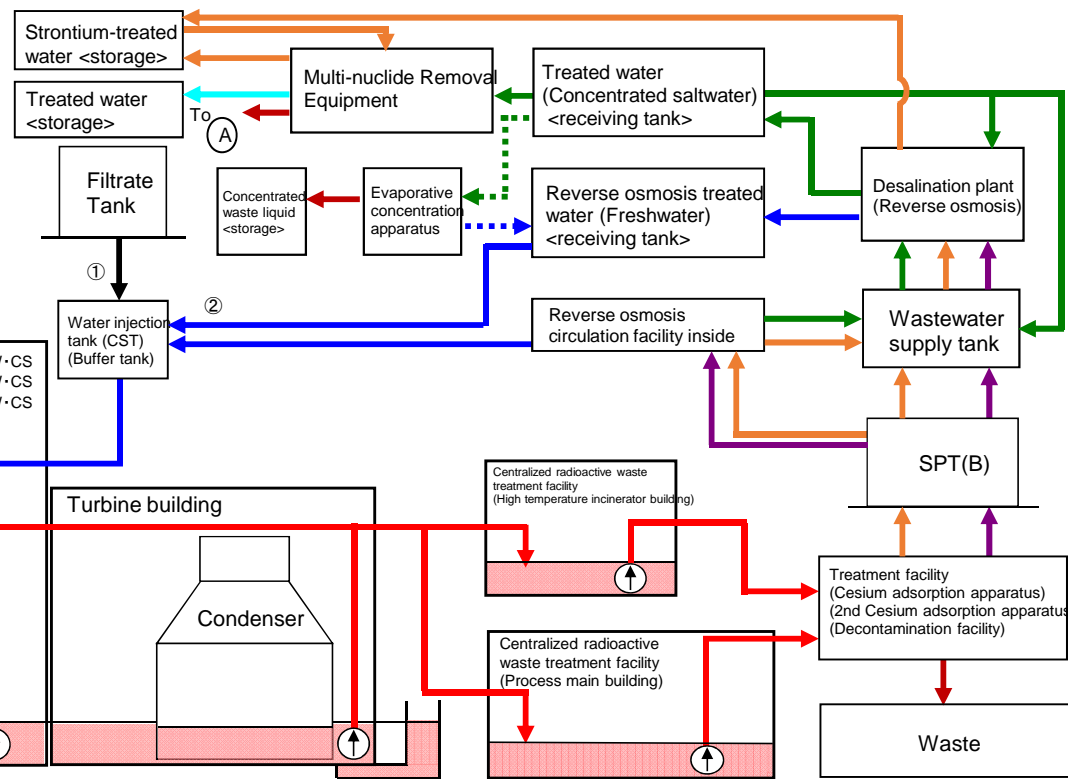 Strontium-treated
water <storage>
Treated water
<storage>
To
A
Multi-nuclide Removal
Equipment
Treated water
(Concentrated saltwater)
<receiving tank>
Filtrate
Tank
Concentrated
waste liquid
<storage>
Evaporative
concentration
apparatus
Reverse osmosis treated
water (Freshwater)
<receiving tank>
Desalination plant
(Reverse osmosis)
①
②
Water injection
tank (CST)
(Buffer tank)
Reverse osmosis
circulation facility inside
Wastewater
supply tank
・CS
・CS
・CS
SPT(B)
Turbine building
Condenser
Centralized radioactive waste
treatment facility
(High temperature incinerator building)
Centralized radioactive
waste treatment facility
(Process main building)
Treatment facility
(Cesium adsorption apparatus)
(2nd Cesium adsorption apparatus
(Decontamination facility)
Waste